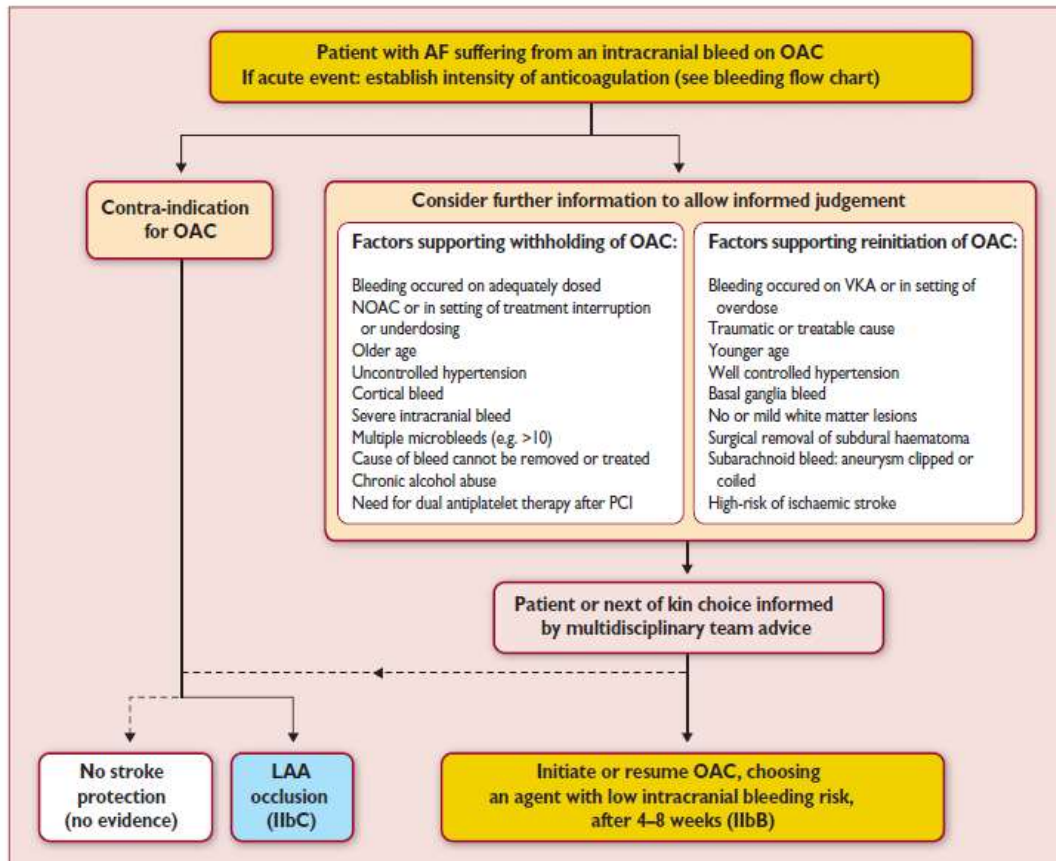 Patient with AF suffering from an intracranial bleed on OAC
If acute event: establish intensity of anticoagulation (see bleeding flow chart)
Contra-indication
for OAC
Consider further information to allow informed judgement
Factors supporting withholding of OAC:
Bleeding occured on adequately dosed
NOAC or in setting of treatment interruption
or underdosing
Older age
Uncontrolled hypertension
Cortical bleed
Severe intracranial bleed
Multiple microbleeds (e.g. >10)
Cause of bleed cannot be removed or treated
Chronic alcohol abuse
Need for dual antiplatelet therapy after PCI
Factors supporting reinitiation of OAC:
Bleeding occured on VKA or in setting of
overdose
Traumatic or treatable cause
Younger age
Well controlled hypertension
Basal ganglia bleed
No or mild white matter lesions
Surgical removal of subdural haematoma
Subarachnoid bleed: aneurysm clipped or
coiled
High-risk of ischaemic stroke
Patient or next of kin choice informed
by multidisciplinary team advice
No stroke
protection
(no evidence)
LAA
occlusion
(IIbC)
Initiate or resume OAC, choosing
an agent with low intracranial bleeding risk,
after 4–8 weeks (IIbB)